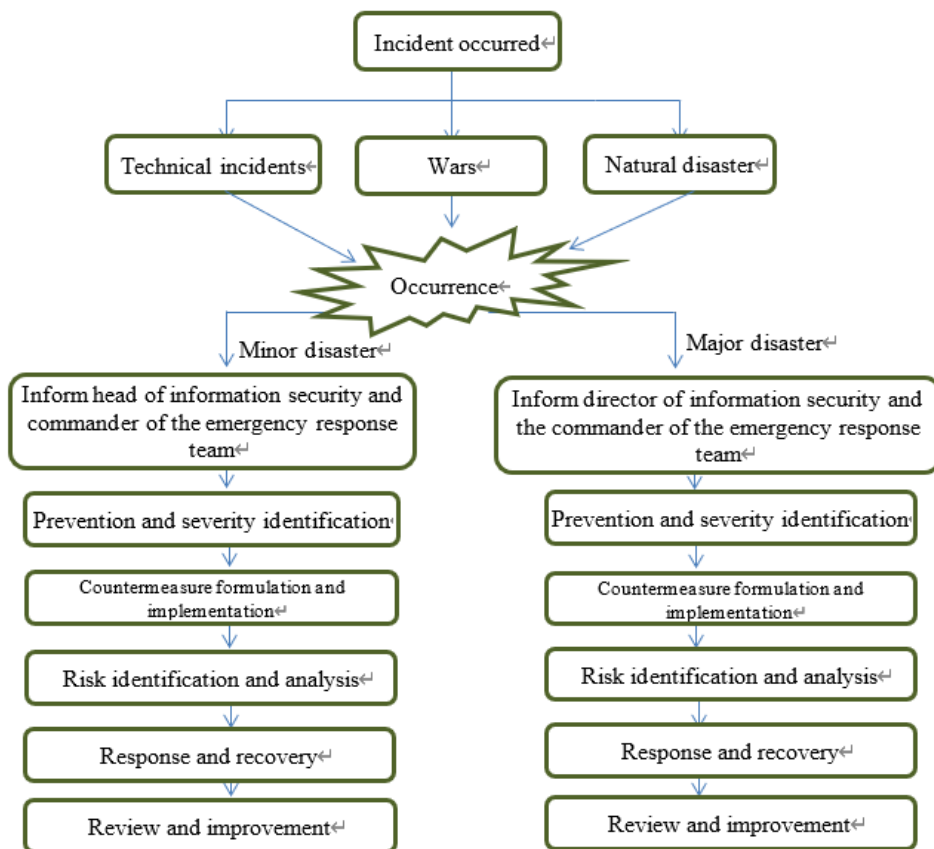 Incident occurred↵
Technical incidents↵
Wars↵
Natural disaster↵
Occurrence↵
Minor disaster↵
Major disaster↵
Inform head of information security and
commander of the emergency response
team↵
Inform director of information security and
the commander of the emergency response
team↵
Prevention and severity identification↵
Prevention and severity identification↵
Countermeasure formulation and
implementation↵
Countermeasure formulation and
implementation↵
Risk identification and analysis↵
Risk identification and analysis↵
Response and recovery↵
Response and recovery↵
Review and improvement↵
Review and improvement↵